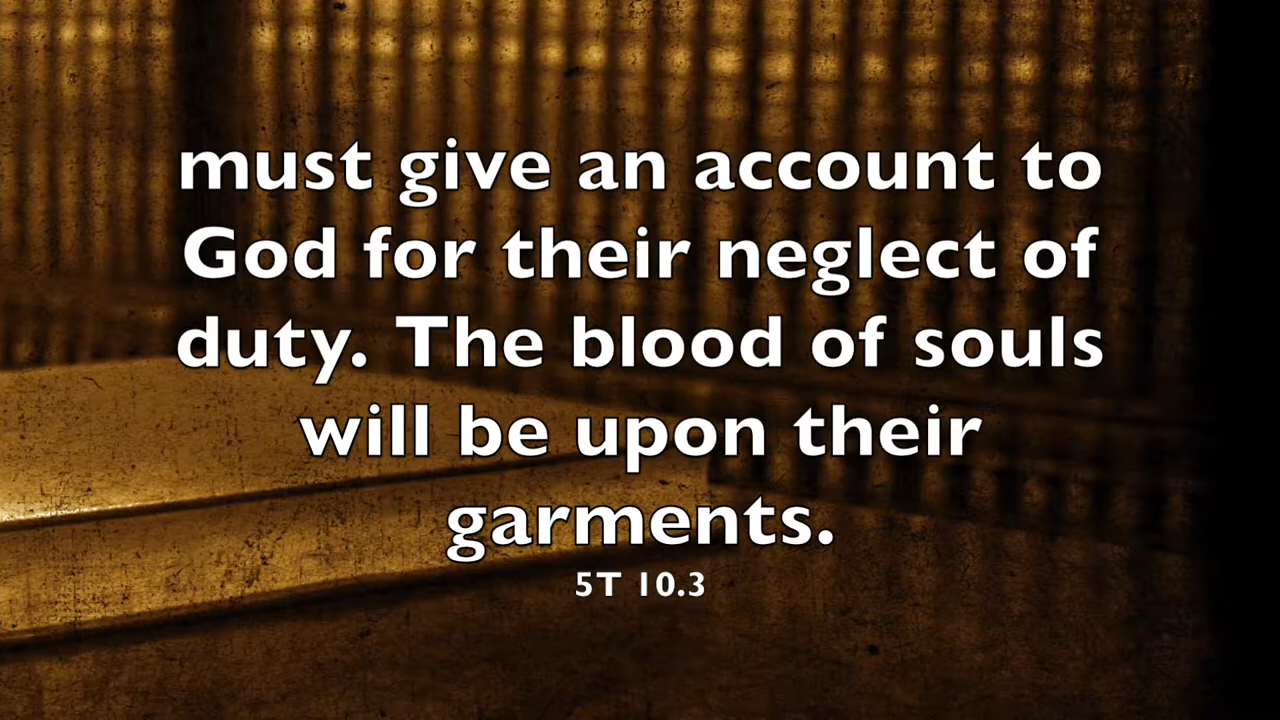 must give an account to
God for their neglect of
duty. The blood of souls
will be upon their
garments.
5T 10.3